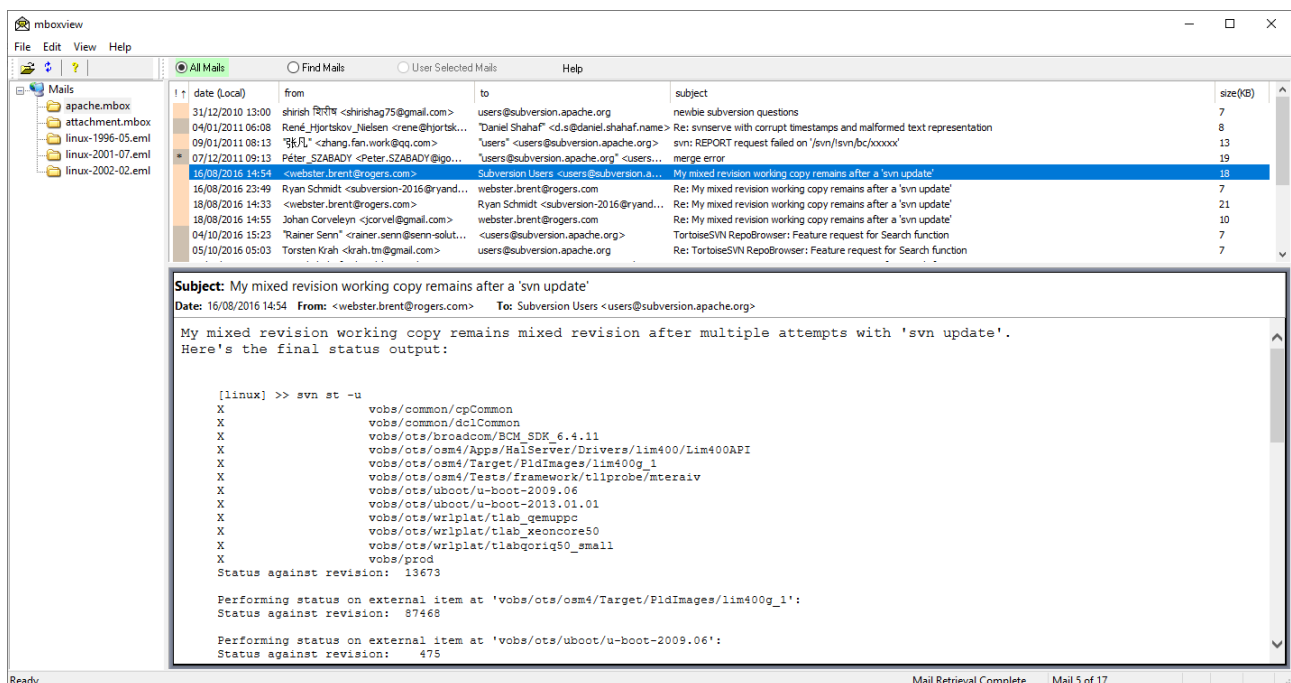 mboxview
File Edit View Help
All Mails Find Mails User Selected Mails Help
Mails
apache.mbox
attachment.mbox
linux-1996-05.eml
linux-2001-07.eml
linux-2002-02.eml
! ↑ date (Local) from to subject size(KB)
31/12/2010 13:00 shirish शिरीष <shirishag75@gmail.com> users@subversion.apache.org newbie subversion questions 7
04/01/2011 06:08 René_Hjortskov_Nielsen <rene@hjortsk... "Daniel Shahaf" <d.s@daniel.shahaf.name> Re: svnserve with corrupt timestamps and malformed text representation 8
09/01/2011 08:13 "张凡" <zhang.fan.work@qq.com> "users" <users@subversion.apache.org> svn: REPORT request failed on '/svn/!svn/bc/xxxxx' 13
* 07/12/2011 09:13 Péter_SZABADY <Peter.SZABADY@igo... "users@subversion.apache.org" <users... merge error 19
16/08/2016 14:54 <webster.brent@rogers.com> Subversion Users <users@subversion.a... My mixed revision working copy remains after a 'svn update' 18
16/08/2016 23:49 Ryan Schmidt <subversion-2016@ryand... webster.brent@rogers.com Re: My mixed revision working copy remains after a 'svn update' 7
18/08/2016 14:33 <webster.brent@rogers.com> Ryan Schmidt <subversion-2016@ryand... Re: My mixed revision working copy remains after a 'svn update' 21
18/08/2016 14:55 Johan Corveleyn <jcorvel@gmail.com> webster.brent@rogers.com Re: My mixed revision working copy remains after a 'svn update' 10
04/10/2016 15:23 "Rainer Senn" <rainer.senn@senn-solut... <users@subversion.apache.org> TortoiseSVN RepoBrowser: Feature request for Search function 7
05/10/2016 05:03 Torsten Krah <krah.tm@gmail.com> users@subversion.apache.org Re: TortoiseSVN RepoBrowser: Feature request for Search function 7
Subject: My mixed revision working copy remains after a 'svn update'
Date: 16/08/2016 14:54 From: <webster.brent@rogers.com> To: Subversion Users <users@subversion.apache.org>
My mixed revision working copy remains mixed revision after multiple attempts with 'svn update'.
Here's the final status output:
[linux] >> svn st -u
X vobs/common/cpCommon
X vobs/common/dclCommon
X vobs/ots/broadcom/BCM_SDK_6.4.11
X vobs/ots/osm4/Apps/HalServer/Drivers/lim400/Lim400API
X vobs/ots/osm4/Target/PldImages/lim400g_1
X vobs/ots/osm4/Tests/framework/tl1probe/mteraiv
X vobs/ots/uboot/u-boot-2009.06
X vobs/ots/uboot/u-boot-2013.01.01
X vobs/ots/wrlplat/tlab_qemuppc
X vobs/ots/wrlplat/tlab_xeoncore50
X vobs/ots/wrlplat/tlabqoriq50_small
X vobs/prod
Status against revision: 13673
Performing status on external item at 'vobs/ots/osm4/Target/PldImages/lim400g_1':
Status against revision: 87468
Performing status on external item at 'vobs/ots/uboot/u-boot-2009.06':
Status against revision: 475
Ready Mail Retrieval Complete Mail 5 of 17